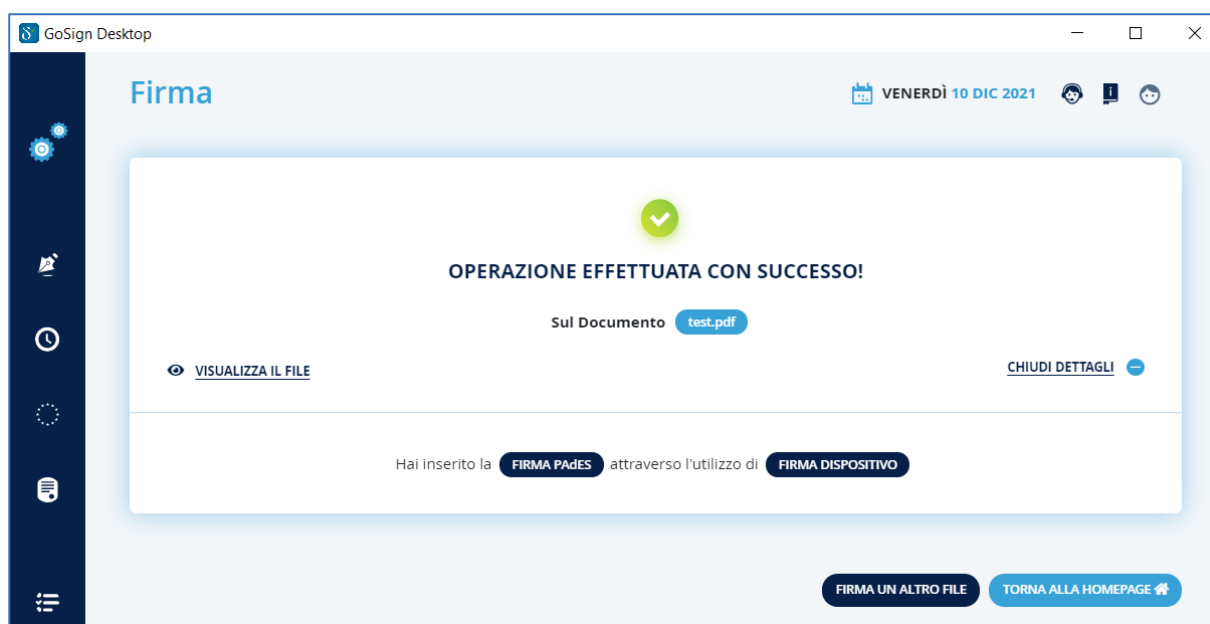 GoSign Desktop
Firma
VENERDÌ 10 DIC 2021
OPERAZIONE EFFETTUATA CON SUCCESSO!
Sul Documento test.pdf
VISUALIZZA IL FILE
CHIUDI DETTAGLI
Hai inserito la FIRMA PAdES attraverso l'utilizzo di FIRMA DISPOSITIVO
FIRMA UN ALTRO FILE
TORNA ALLA HOMEPAGE